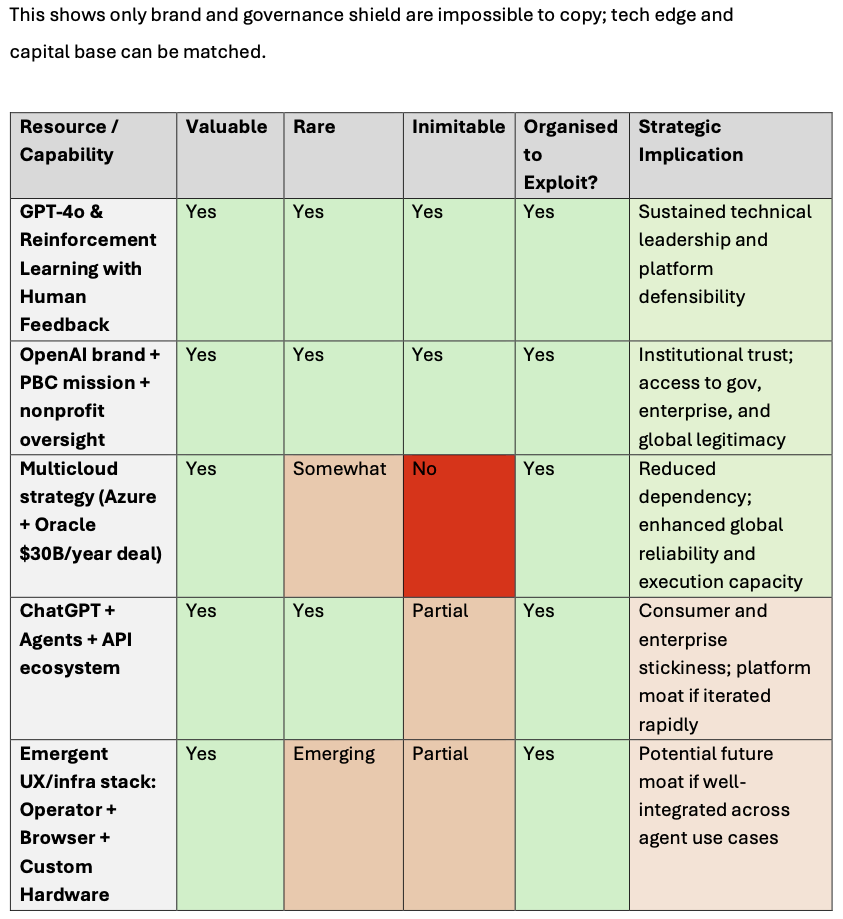 This shows only brand and governance shield are impossible to copy; tech edge and
capital base can be matched.
Resource /
Capability
Valuable
Rare
Inimitable
Organised
to
Exploit?
Strategic
Implication
GPT-4o &
Reinforcement
Learning with
Human
Feedback
Yes
Yes
Yes
Yes
Sustained technical
leadership and
platform
defensibility
OpenAI brand +
PBC mission +
nonprofit
oversight
Yes
Yes
Yes
Yes
Institutional trust;
access to gov,
enterprise, and
global legitimacy
Multicloud
strategy (Azure
+ Oracle
$30B/year deal)
Yes
Somewhat
No
Yes
Reduced
dependency;
enhanced global
reliability and
execution capacity
ChatGPT +
Agents + API
ecosystem
Yes
Yes
Partial
Yes
Consumer and
enterprise
stickiness; platform
moat if iterated
rapidly
Emergent
UX/infra stack:
Operator +
Browser +
Custom
Hardware
Yes
Emerging
Partial
Yes
Potential future
moat if well-
integrated across
agent use cases